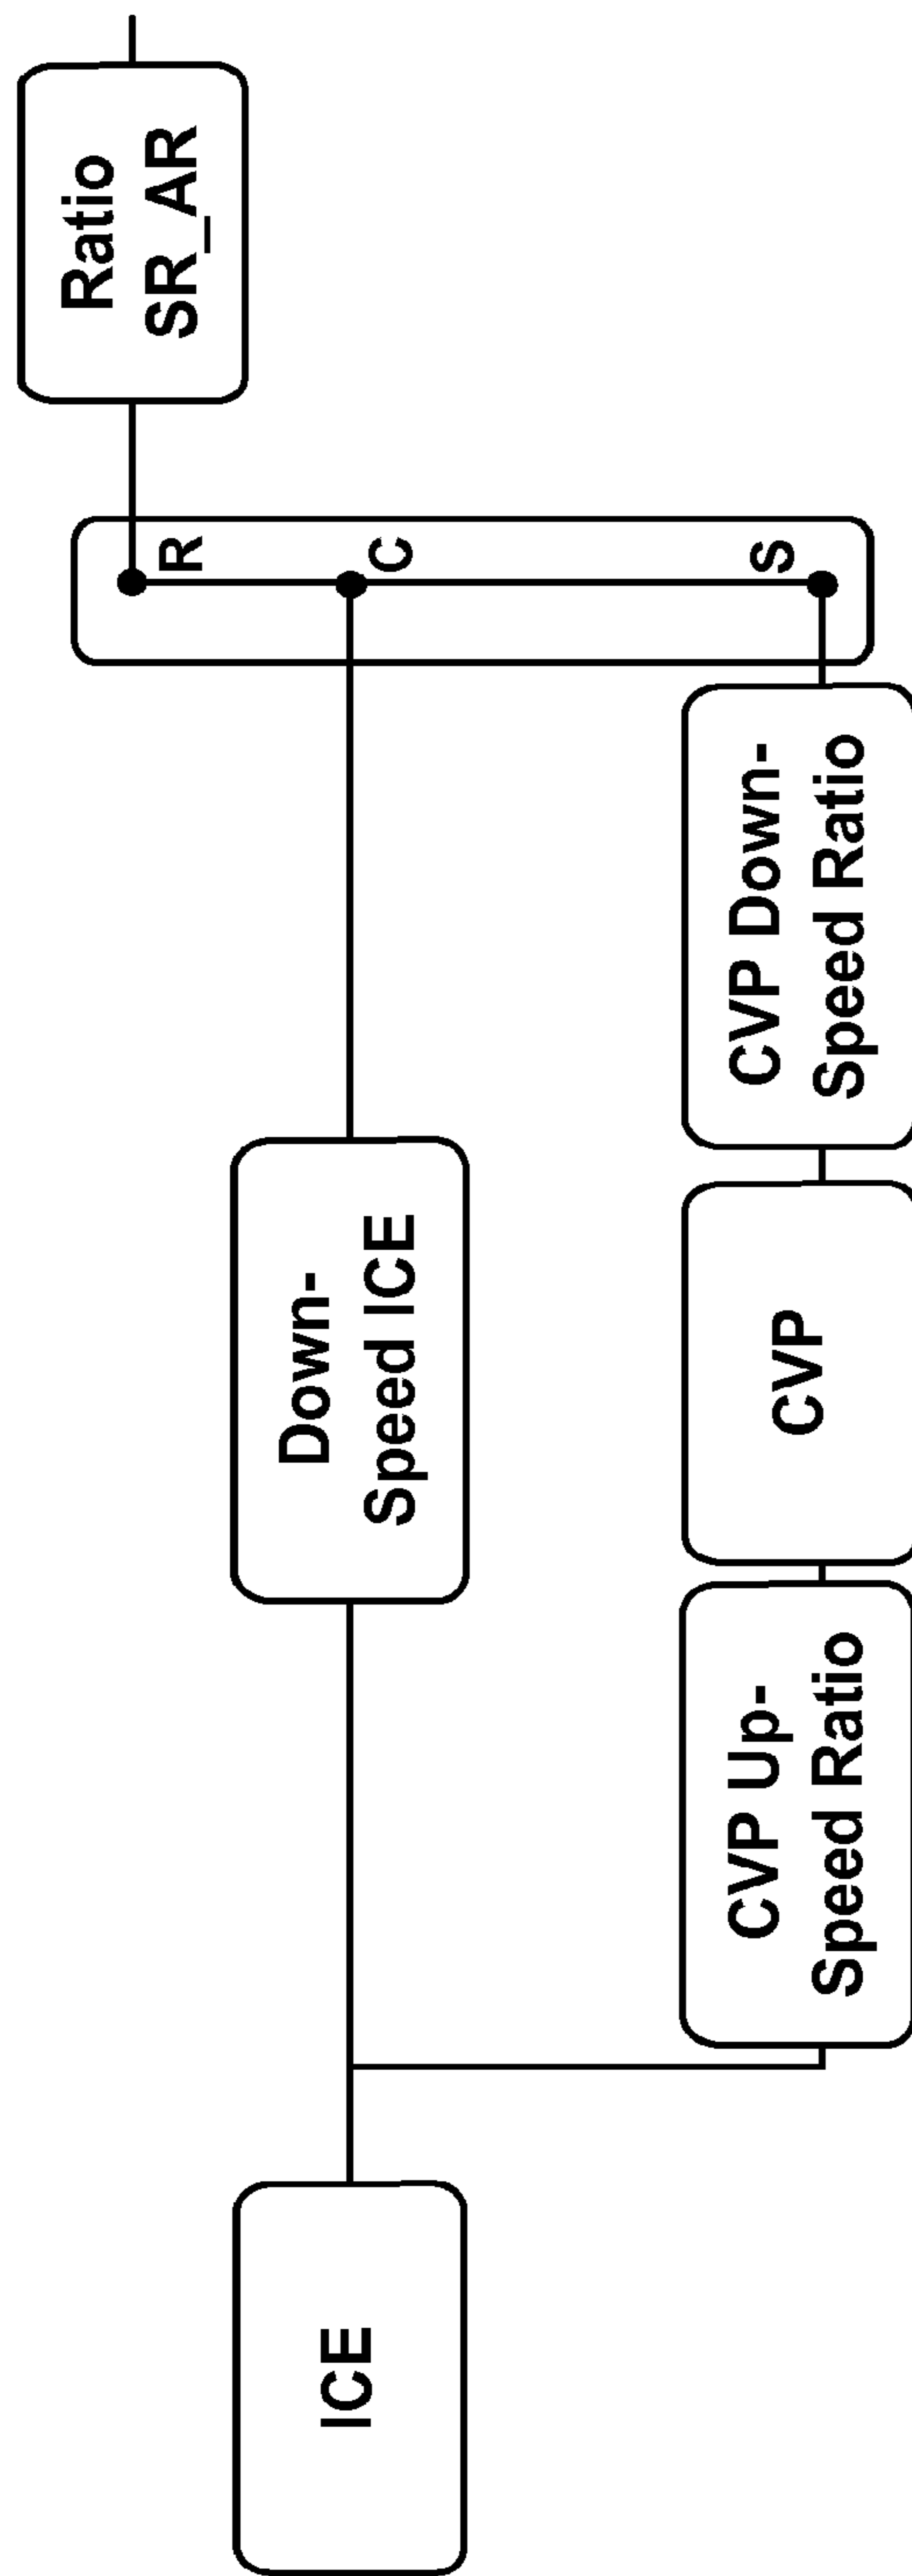 ICE
Down-
Speed ICE
CVP Up-
Speed Ratio
CVP
CVP Down-
Speed Ratio
R
C
S
Ratio
SR_AR